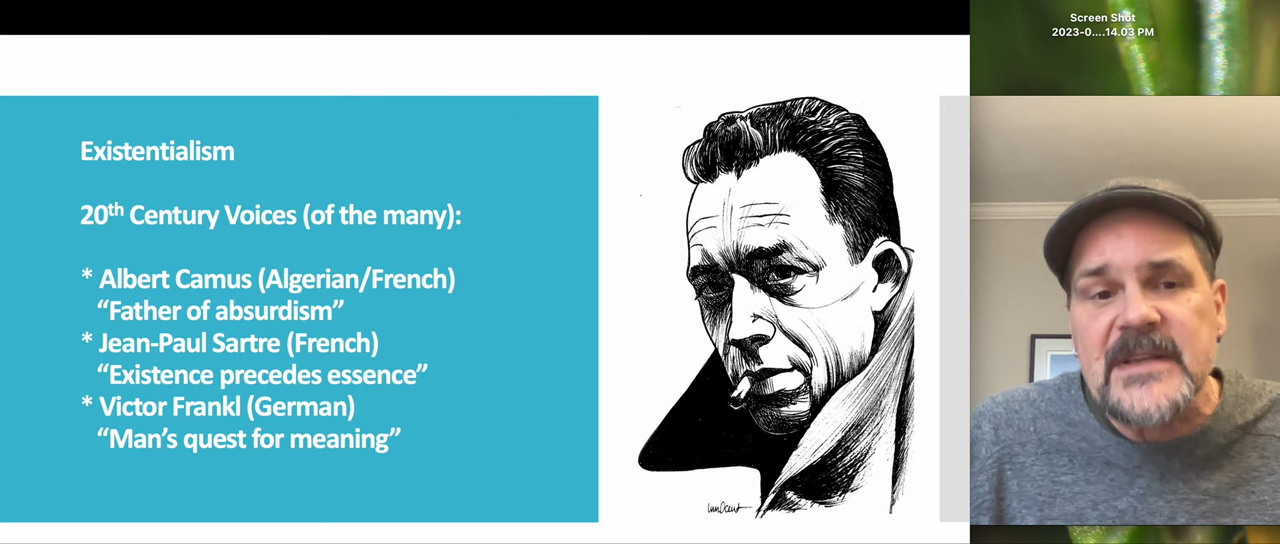 Screen Shot
2023-0....14.03 PM
Existentialism
20th Century Voices (of the many):
* Albert Camus (Algerian/French)
“Father of absurdism”
* Jean-Paul Sartre (French)
“Existence precedes essence”
* Victor Frankl (German)
“Man’s quest for meaning”